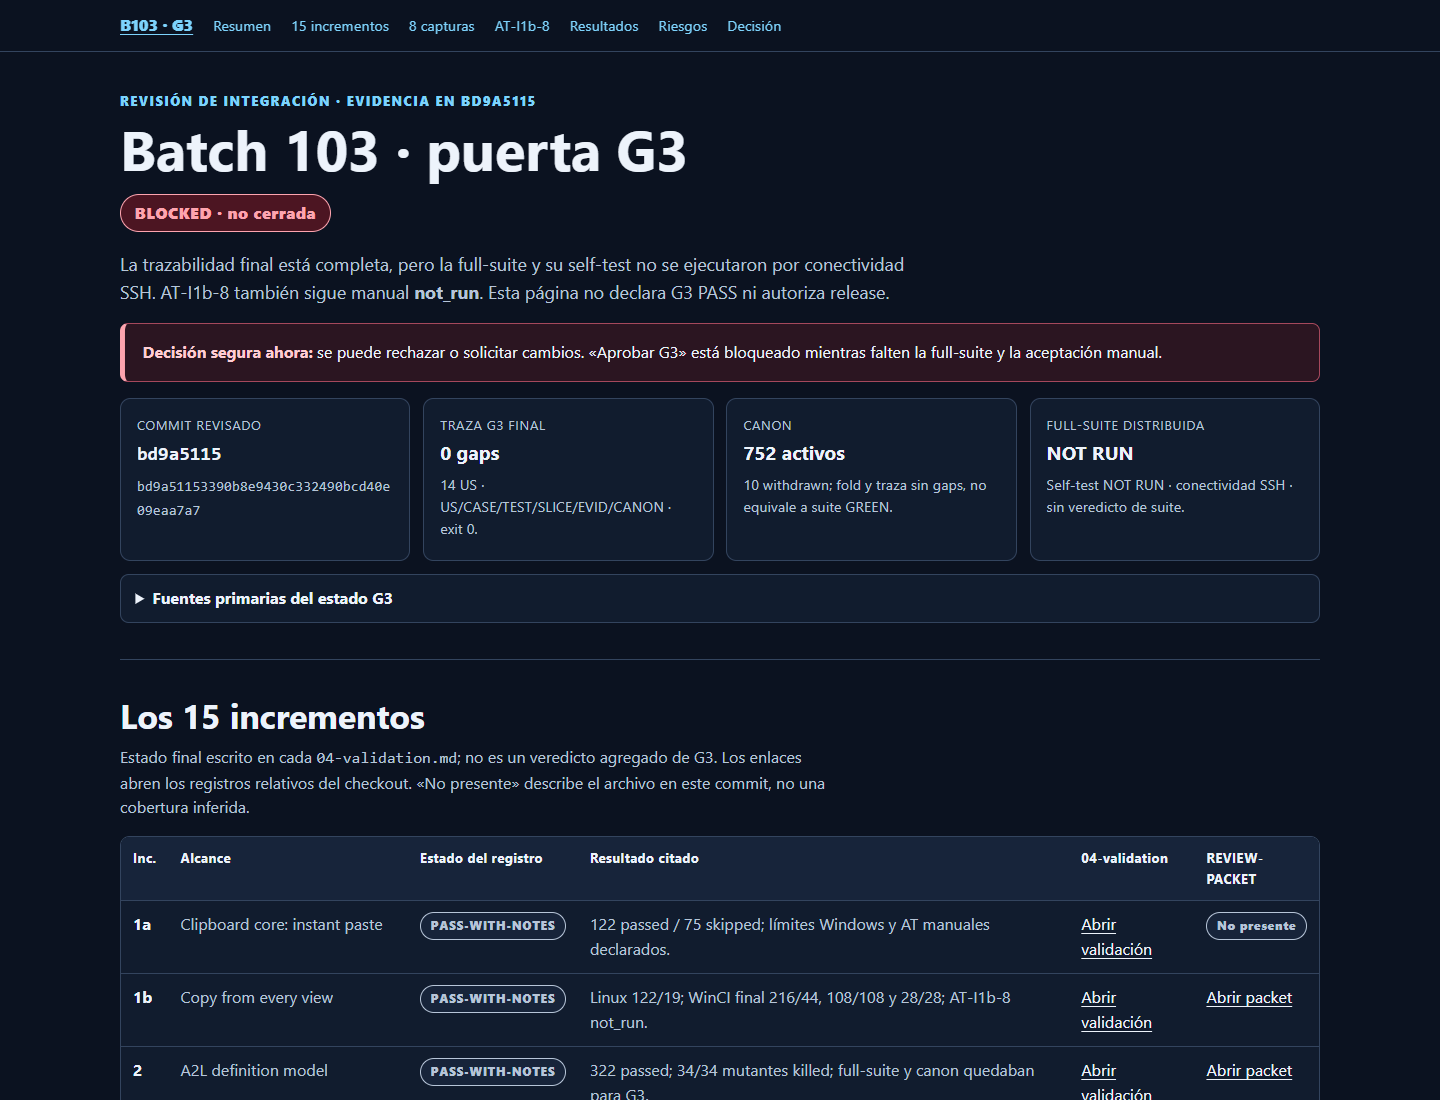 B103 · G3 Resumen 15 incrementos 8 capturas AT-I1b-8 Resultados Riesgos Decisión
REVISIÓN DE INTEGRACIÓN · EVIDENCIA EN BD9A5115
Batch 103 · puerta G3
BLOCKED · no cerrada
La trazabilidad final está completa, pero la full-suite y su self-test no se ejecutaron por conectividad
SSH. AT-I1b-8 también sigue manual not_run. Esta página no declara G3 PASS ni autoriza release.
Decisión segura ahora: se puede rechazar o solicitar cambios. «Aprobar G3» está bloqueado mientras falten la full-suite y la aceptación manual.
COMMIT REVISADO
bd9a5115
bd9a51153390b8e9430c332490bcd40e
09eaa7a7
TRAZA G3 FINAL
0 gaps
14 US ·
US/CASE/TEST/SLICE/EVID/CANON ·
exit 0.
CANON
752 activos
10 withdrawn; fold y traza sin gaps, no
equivale a suite GREEN.
FULL-SUITE DISTRIBUIDA
NOT RUN
Self-test NOT RUN · conectividad SSH ·
sin veredicto de suite.
▶ Fuentes primarias del estado G3
Los 15 incrementos
Estado final escrito en cada 04-validation.md; no es un veredicto agregado de G3. Los enlaces
abren los registros relativos del checkout. «No presente» describe el archivo en este commit, no una
cobertura inferida.
Inc. Alcance Estado del registro Resultado citado 04-validation REVIEW-
PACKET
1a Clipboard core: instant paste PASS-WITH-NOTES 122 passed / 75 skipped; límites Windows y AT manuales Abrir No presente
declarados. validación
1b Copy from every view PASS-WITH-NOTES Linux 122/19; WinCI final 216/44, 108/108 y 28/28; AT-I1b-8 Abrir Abrir packet
not_run. validación
2 A2L definition model PASS-WITH-NOTES 322 passed; 34/34 mutantes killed; full-suite y canon quedaban Abrir Abrir packet
para G3. validación